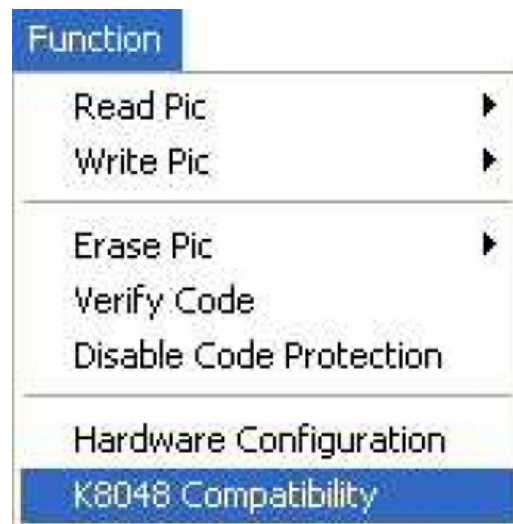 Function
Read Pic
Write Pic
Erase Pic
Verify Code
Disable Code Protection
Hardware Configuration
K8048 Compatibility